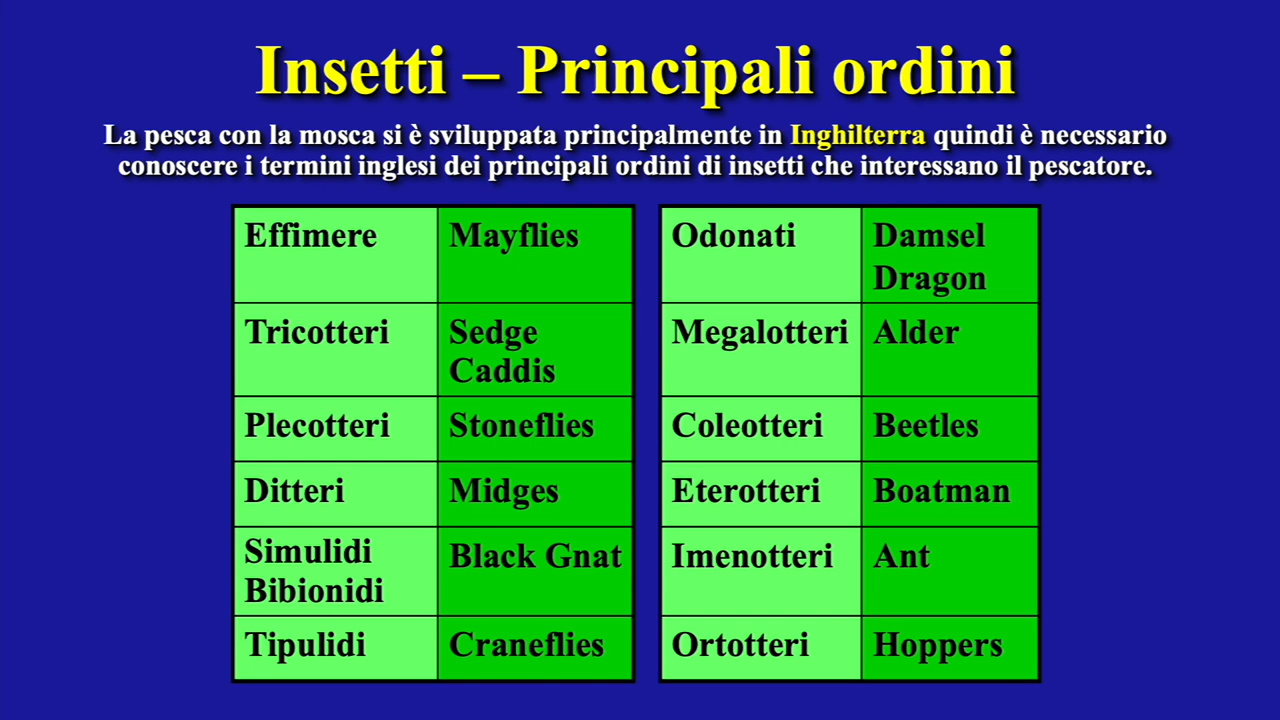 Insetti – Principali ordini
La pesca con la mosca si è sviluppata principalmente in Inghilterra quindi è necessario
conoscere i termini inglesi dei principali ordini di insetti che interessano il pescatore.
Effimere Mayflies
Tricotteri Sedge
Caddis
Plecotteri Stoneflies
Ditteri Midges
Simulidi Black Gnat
Bibionidi
Tipulidi Craneflies
Odonati Damsel
Dragon
Megalotteri Alder
Coleotteri Beetles
Eterotteri Boatman
Imenotteri Ant
Ortotteri Hoppers